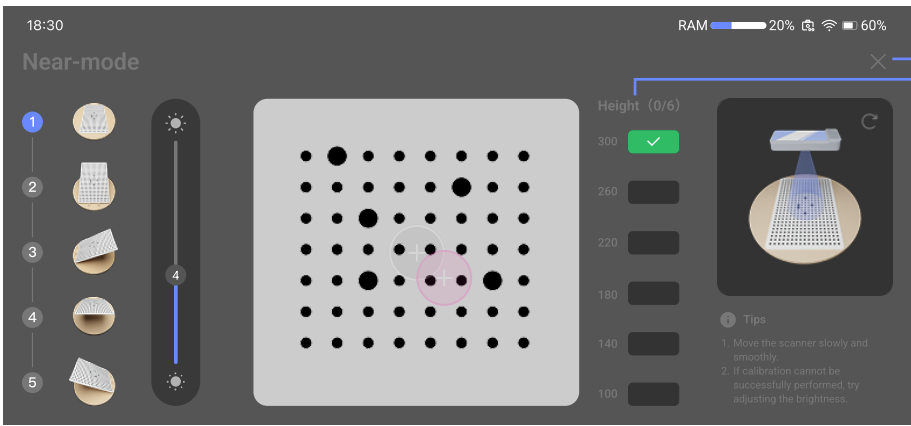 18:30
RAM 20% 60%
Near-mode
Height (0/6)
1
2
3
4
5
4
300
260
220
180
140
100
Tips
1. Move the scanner slowly and
smoothly.
2. If calibration cannot be
successfully performed, try
adjusting the brightness.